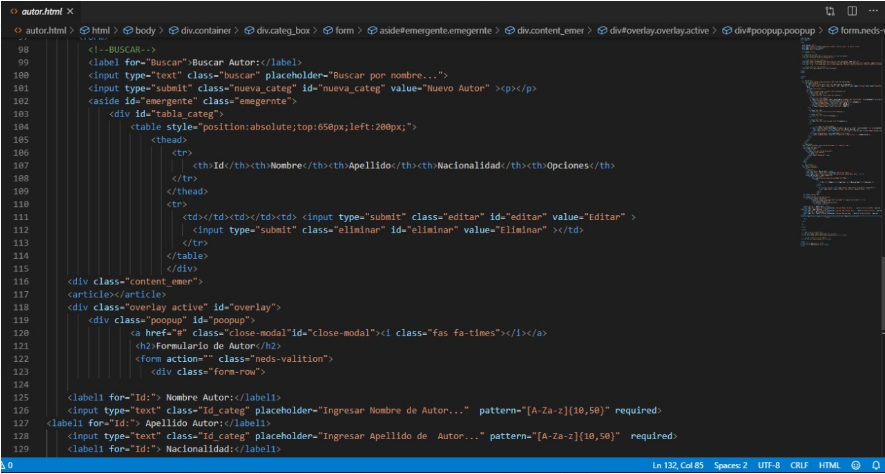 autor.html ×
autor.html > html > body > div.container > div.categ_box > form > aside#emergente.emegernte > div.content_emer > div#overlay.overlay.active > div#poopup.poopup > form.neds-
98 <!--BUSCAR-->
99 <label for="Buscar">Buscar Autor:</label>
100 <input type="text" class="buscar" placeholder="Buscar por nombre...">
101 <input type="submit" class="nueva_categ" id="nueva_categ" value="Nuevo Autor" ><p></p>
102 <aside id="emergente" class="emegernte">
103 <div id="tabla_categ">
104 <table style="position:absolute;top:650px;left:200px;">
105 <thead>
106 <tr>
107 <th>Id</th><th>Nombre</th><th>Apellido</th><th>Nacionalidad</th><th>Opciones</th>
108 </tr>
109 </thead>
110 <tr>
111 <td></td><td></td><td> <input type="submit" class="editar" id="editar" value="Editar" >
112 <input type="submit" class="eliminar" id="eliminar" value="Eliminar" ></td>
113 </tr>
114 </table>
115 </div>
116 <div class="content_emer">
117 <article></article>
118 <div class="overlay active" id="overlay">
119 <div class="poopup" id="poopup">
120 <a href="#" class="close-modal"id="close-modal"><i class="fas fa-times"></i></a>
121 <h2>Formulario de Autor</h2>
122 <form action="" class="neds-valition">
123 <div class="form-row">
124
125 <label1 for="Id:"> Nombre Autor:</label1>
126 <input type="text" class="Id_categ" placeholder="Ingresar Nombre de Autor..." pattern="[A-Za-z]{10,50}" required>
127 <label1 for="Id:"> Apellido Autor:</label1>
128 <input type="text" class="Id_categ" placeholder="Ingresar Apellido de Autor..." pattern="[A-Za-z]{10,50}" required>
129 <label1 for="Id:"> Nacionalidad:</label1>
0 Ln 132, Col 85 Spaces: 2 UTF-8 CRLF HTML